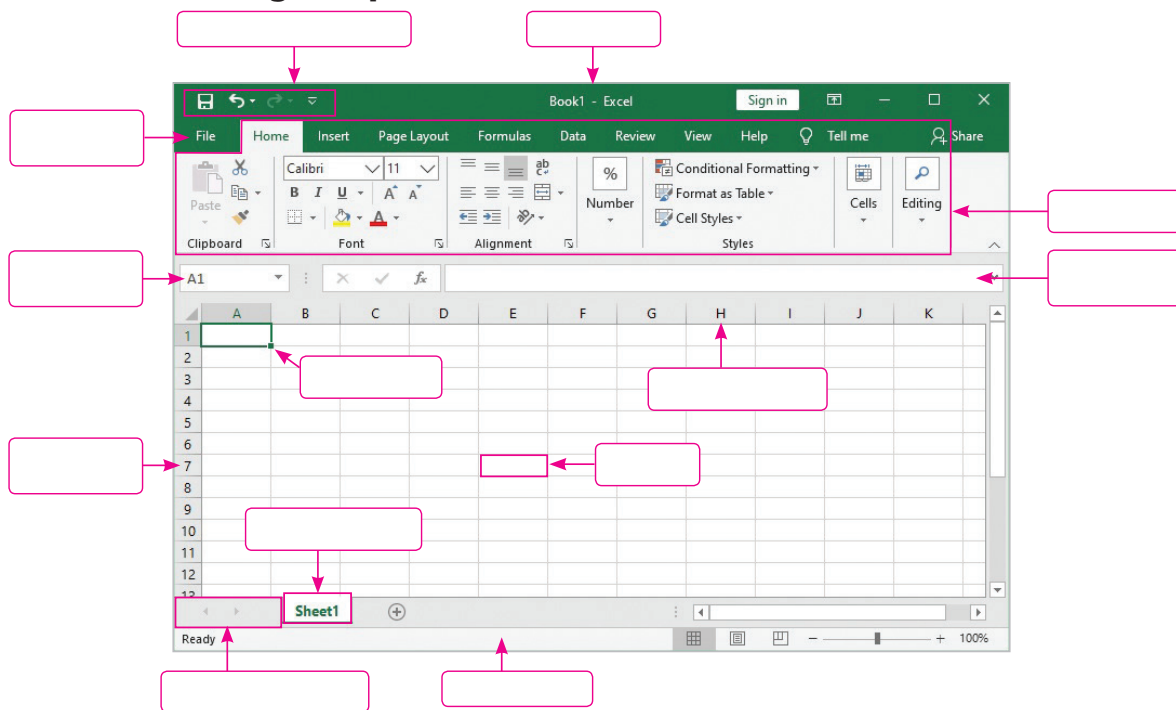 Book1 - Excel
Sign in
File Home Insert Page Layout Formulas Data Review View Help Tell me Share
Calibri 11 ab c % Conditional Formatting
Paste B I U A A Number Format as Table Cells Editing
A Cell Styles
Clipboard Font Alignment Styles
A1 fx
A B C D E F G H I J K
1
2
3
4
5
6
7
8
9
10
11
12
Sheet1
Ready 100%